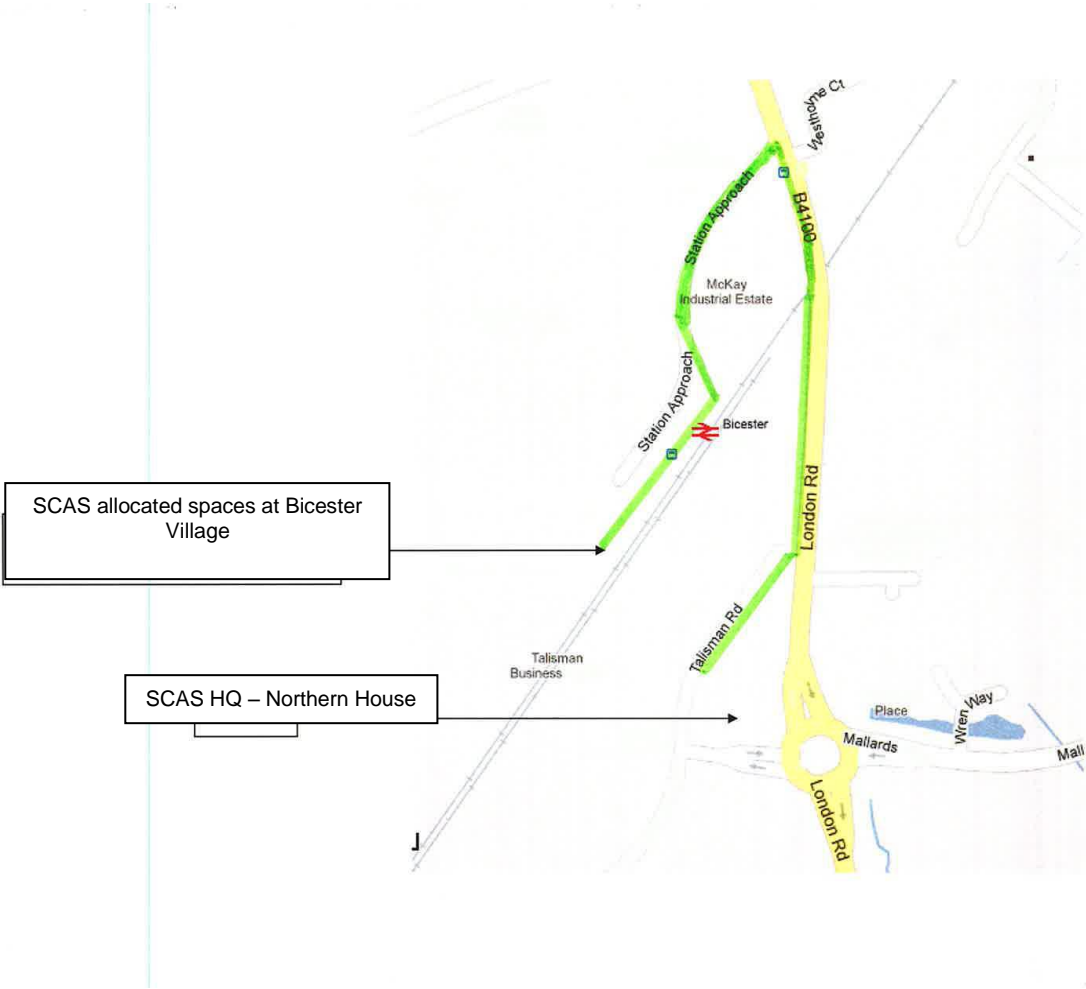 Westholme Ct
Station Approach
B4100
McKay
Industrial Estate
Station Approach
Bicester
SCAS allocated spaces at Bicester
Village
London Rd
Talisman Rd
Talisman
Business
SCAS HQ – Northern House
Place
Wren Way
Mallards
Mall
London Rd